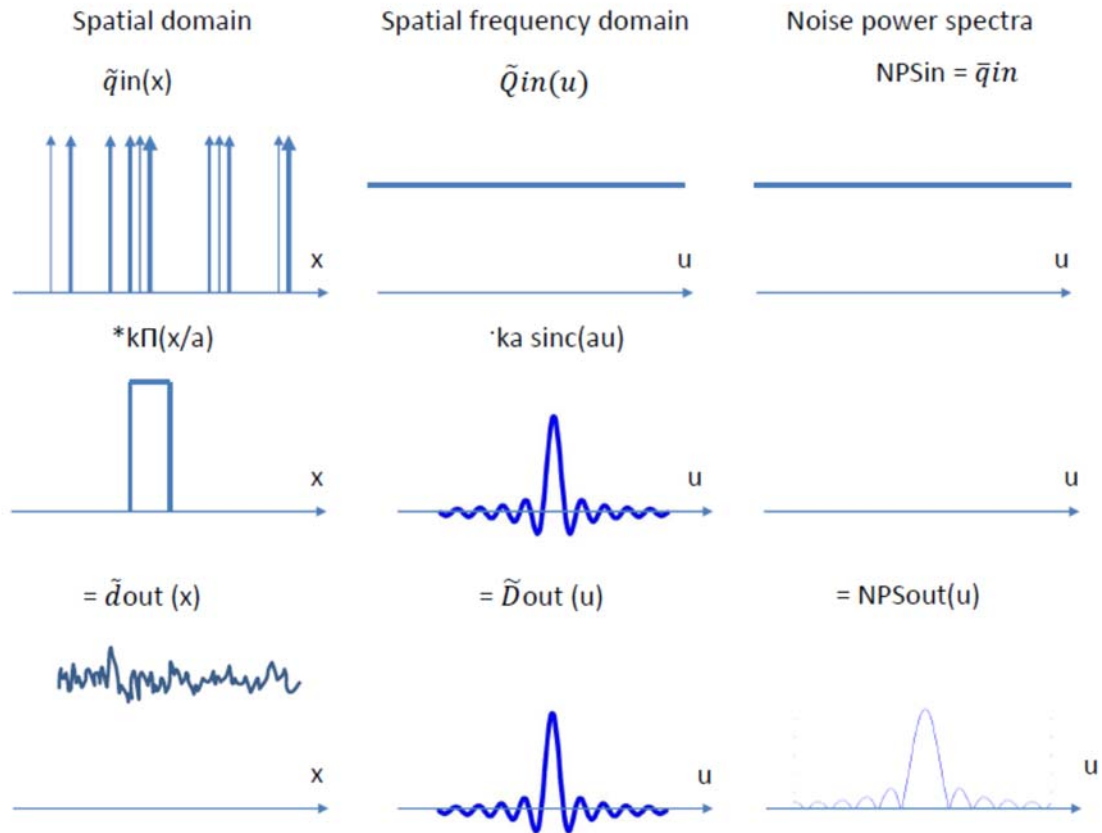 Spatial domain
Spatial frequency domain
Noise power spectra
q̃in(x)
Q̃in(u)
NPSin = q̄in
x
u
u
*kΠ(x/a)
·ka sinc(au)
x
u
u
= d̃out (x)
= D̃out (u)
= NPSout(u)
x
u
u